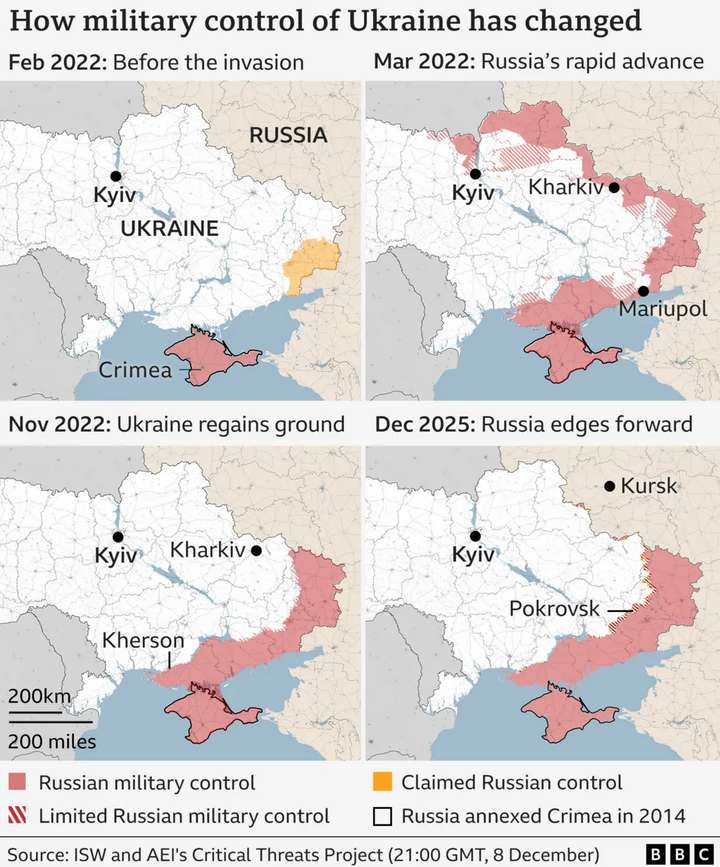 How military control of Ukraine has changed
Feb 2022: Before the invasion
RUSSIA
Kyiv
UKRAINE
Crimea
Mar 2022: Russia’s rapid advance
Kyiv
Kharkiv
Mariupol
Nov 2022: Ukraine regains ground
Kyiv
Kharkiv
Kherson
200km
200 miles
Dec 2025: Russia edges forward
Kursk
Kyiv
Pokrovsk
Russian military control
Claimed Russian control
Limited Russian military control
Russia annexed Crimea in 2014
Source: ISW and AEI's Critical Threats Project (21:00 GMT, 8 December)
BBC